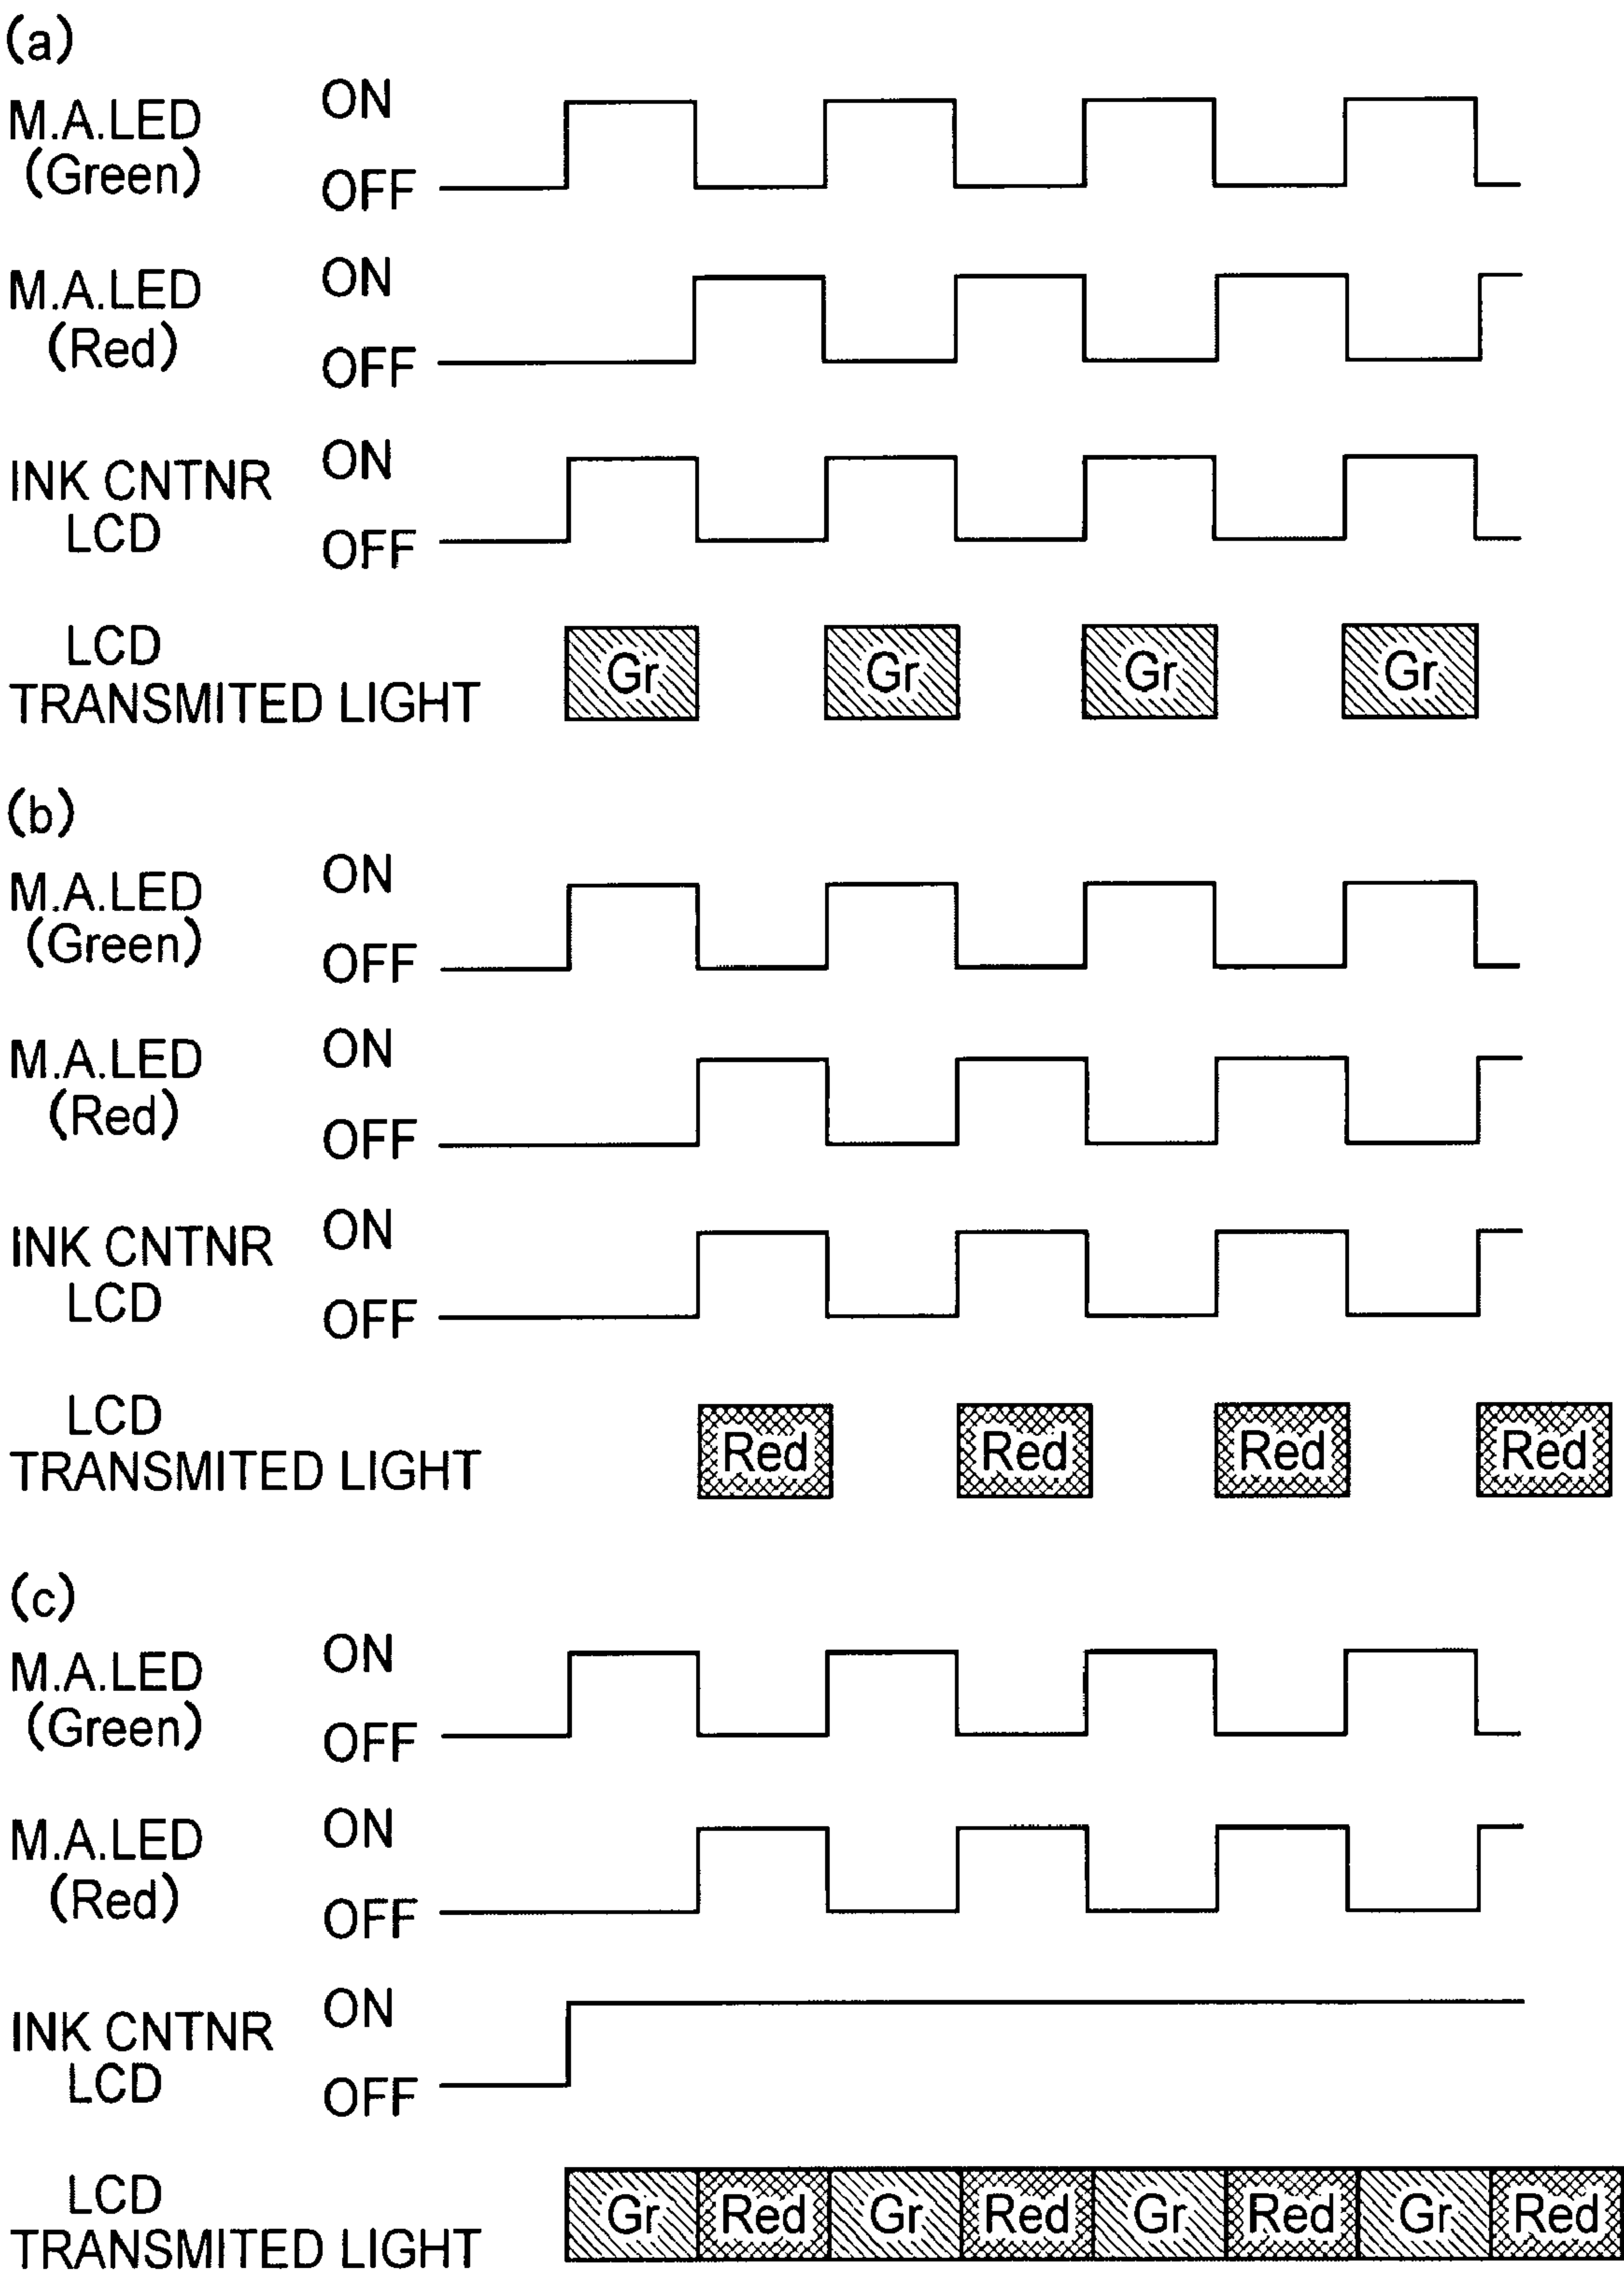 (a)
M.A.LED
(Green)
ON
OFF
M.A.LED
(Red)
ON
OFF
INK CNTNR
LCD
ON
OFF
LCD
TRANSMITED LIGHT
Gr Gr Gr Gr
(b)
M.A.LED
(Green)
ON
OFF
M.A.LED
(Red)
ON
OFF
INK CNTNR
LCD
ON
OFF
LCD
TRANSMITED LIGHT
Red Red Red Red
(c)
M.A.LED
(Green)
ON
OFF
M.A.LED
(Red)
ON
OFF
INK CNTNR
LCD
ON
OFF
LCD
TRANSMITED LIGHT
Gr Red Gr Red Gr Red Gr Red